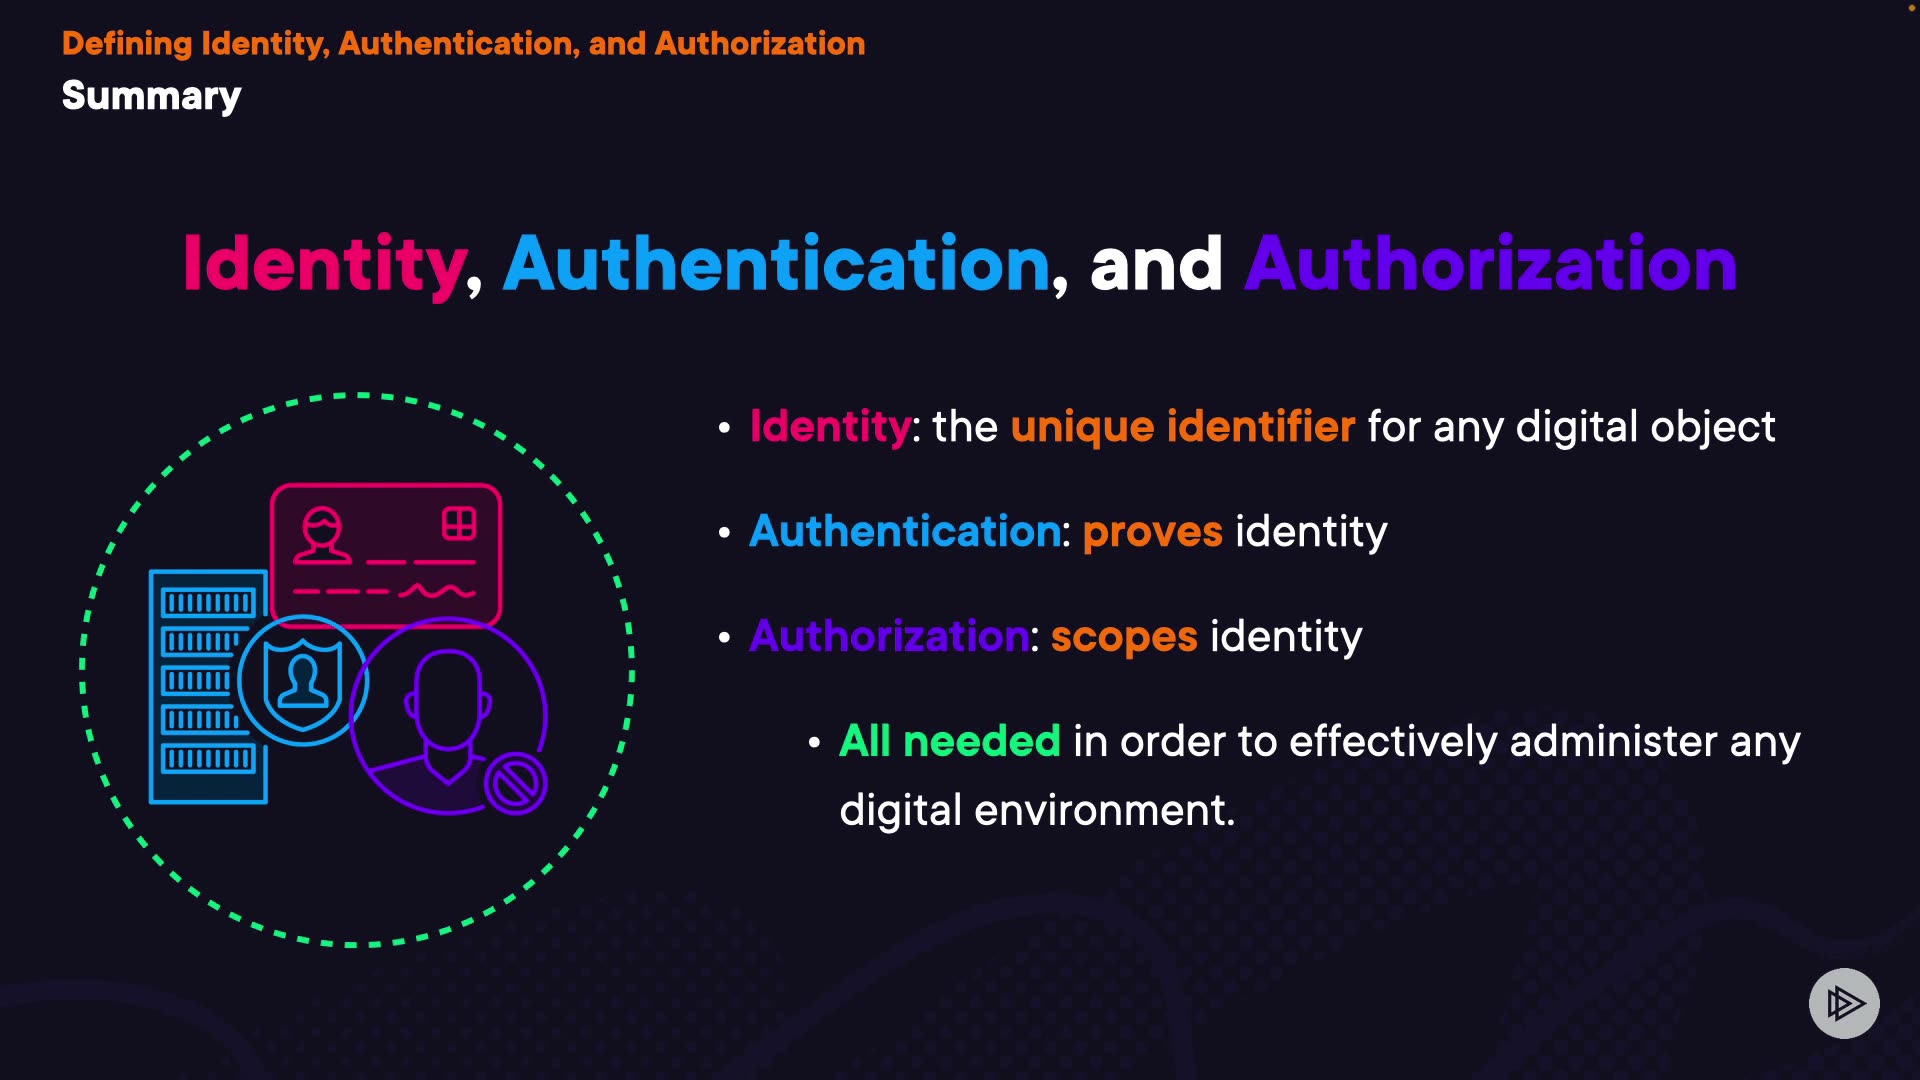 Defining Identity, Authentication, and Authorization
Summary
Identity, Authentication, and Authorization
• Identity: the unique identifier for any digital object
• Authentication: proves identity
• Authorization: scopes identity
• All needed in order to effectively administer any
digital environment.